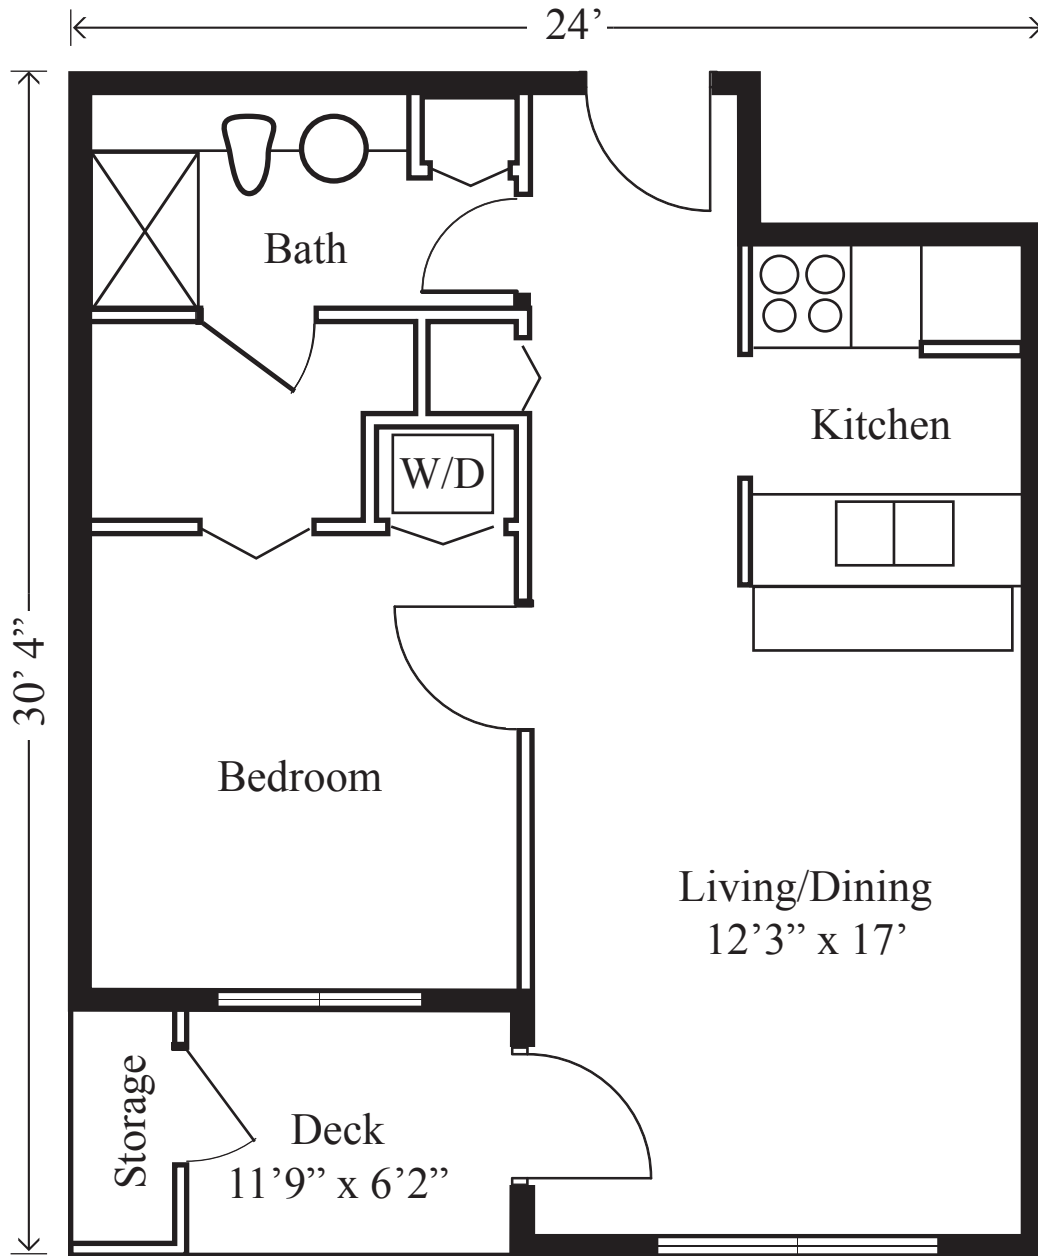 24’
Bath
Kitchen
W/D
30’ 4”
Bedroom
Living/Dining
12’3” x 17’
Storage
Deck
11’9” x 6’2”